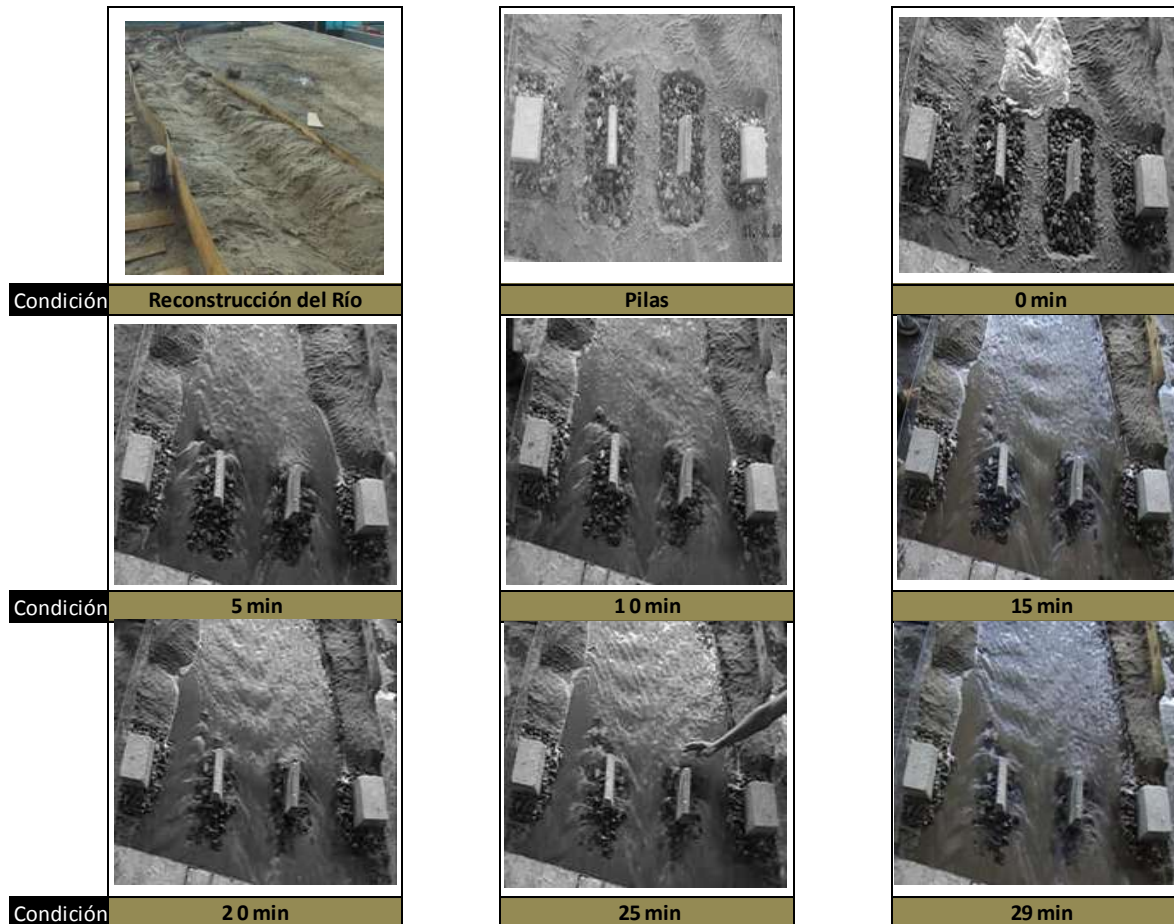 Condición Reconstrucción del Río Pilas 0 min
Condición 5 min 1 0 min 15 min
Condición 2 0 min 25 min 29 min